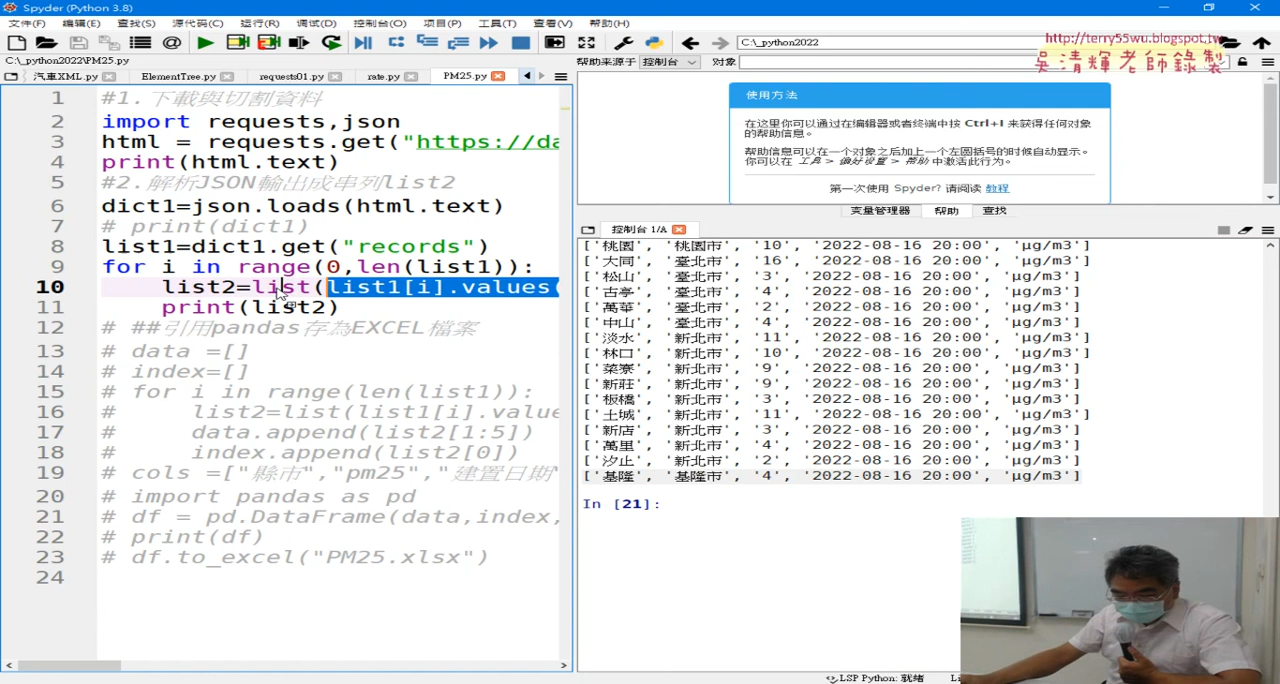 Spyder (Python 3.8)
文件(F) 编辑(E) 查找(S) 源代码(C) 运行(R) 调试(D) 控制台(O) 项目(P) 工具(T) 查看(V) 帮助(H)
C:\_python2022
http://terry55wu.blogspot.tw
吳清輝老師錄製
C:\_python2022\PM25.py
帮助来源于 控制台 对象
汽車XML.py ElementTree.py requests01.py rate.py PM25.py
1 #1.下載與切割資料
2 import requests,json
3 html = requests.get("https://da
4 print(html.text)
5 #2.解析JSON輸出成串列list2
6 dict1=json.loads(html.text)
7 # print(dict1)
8 list1=dict1.get("records")
9 for i in range(0,len(list1)):
10 list2=list(list1[i].values(
11 print(list2)
12 # ##引用pandas存為EXCEL檔案
13 # data =[]
14 # index=[]
15 # for i in range(len(list1)):
16 # list2=list(list1[i].value
17 # data.append(list2[1:5])
18 # index.append(list2[0])
19 # cols =["縣市","pm25","建置日期"
20 # import pandas as pd
21 # df = pd.DataFrame(data,index,
22 # print(df)
23 # df.to_excel("PM25.xlsx")
24
使用方法
在这里你可以通过在编辑器或者终端中按 Ctrl+I 来获得任何对象
的帮助信息。
帮助信息可以在一个对象之后加上一个左圆括号的时候自动显示。
你可以在 工具 > 偏好设置 > 帮助 中激活此行为。
第一次使用 Spyder? 请阅读 教程
变量管理器 帮助 查找
控制台 1/A
['桃園', '桃園市', '10', '2022-08-16 20:00', 'μg/m3']
['大同', '臺北市', '16', '2022-08-16 20:00', 'μg/m3']
['松山', '臺北市', '3', '2022-08-16 20:00', 'μg/m3']
['古亭', '臺北市', '4', '2022-08-16 20:00', 'μg/m3']
['萬華', '臺北市', '2', '2022-08-16 20:00', 'μg/m3']
['中山', '臺北市', '4', '2022-08-16 20:00', 'μg/m3']
['淡水', '新北市', '11', '2022-08-16 20:00', 'μg/m3']
['林口', '新北市', '10', '2022-08-16 20:00', 'μg/m3']
['菜寮', '新北市', '9', '2022-08-16 20:00', 'μg/m3']
['新莊', '新北市', '9', '2022-08-16 20:00', 'μg/m3']
['板橋', '新北市', '3', '2022-08-16 20:00', 'μg/m3']
['土城', '新北市', '11', '2022-08-16 20:00', 'μg/m3']
['新店', '新北市', '3', '2022-08-16 20:00', 'μg/m3']
['萬里', '新北市', '4', '2022-08-16 20:00', 'μg/m3']
['汐止', '新北市', '2', '2022-08-16 20:00', 'μg/m3']
['基隆', '基隆市', '4', '2022-08-16 20:00', 'μg/m3']
In [21]:
LSP Python: 就绪